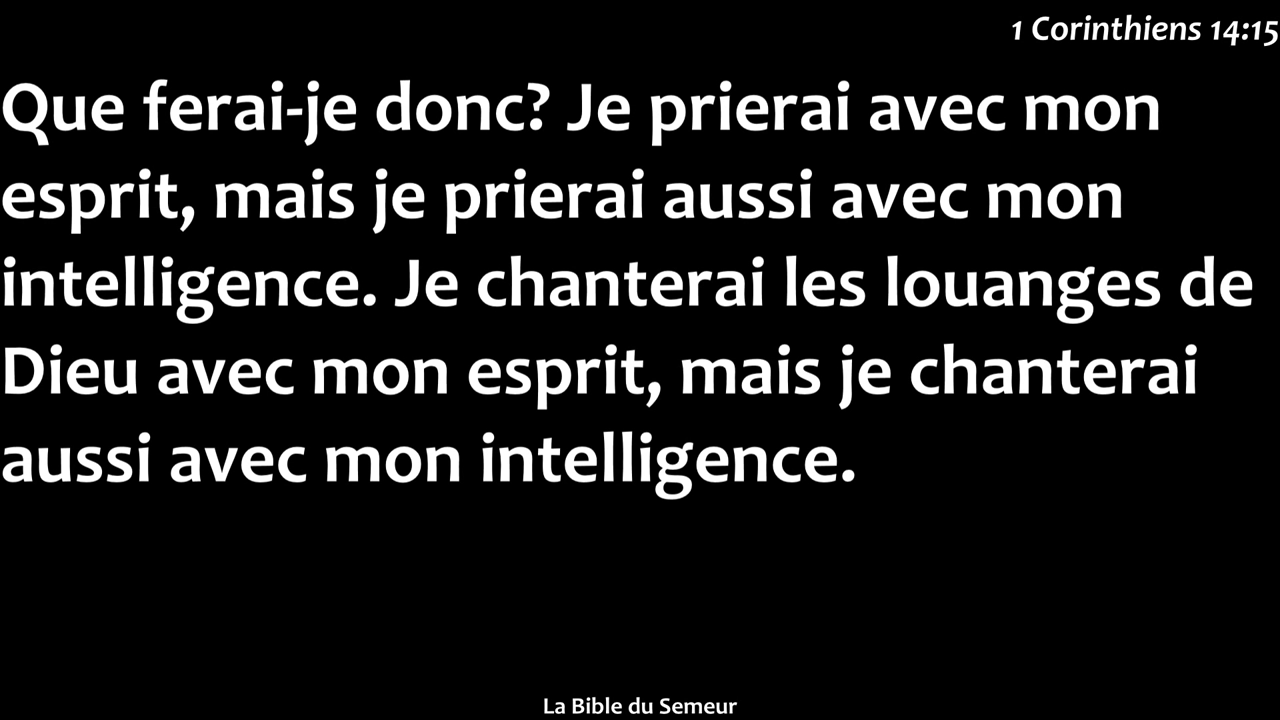 1 Corinthiens 14:15
Que ferai-je donc? Je prierai avec mon
esprit, mais je prierai aussi avec mon
intelligence. Je chanterai les louanges de
Dieu avec mon esprit, mais je chanterai
aussi avec mon intelligence.
La Bible du Semeur